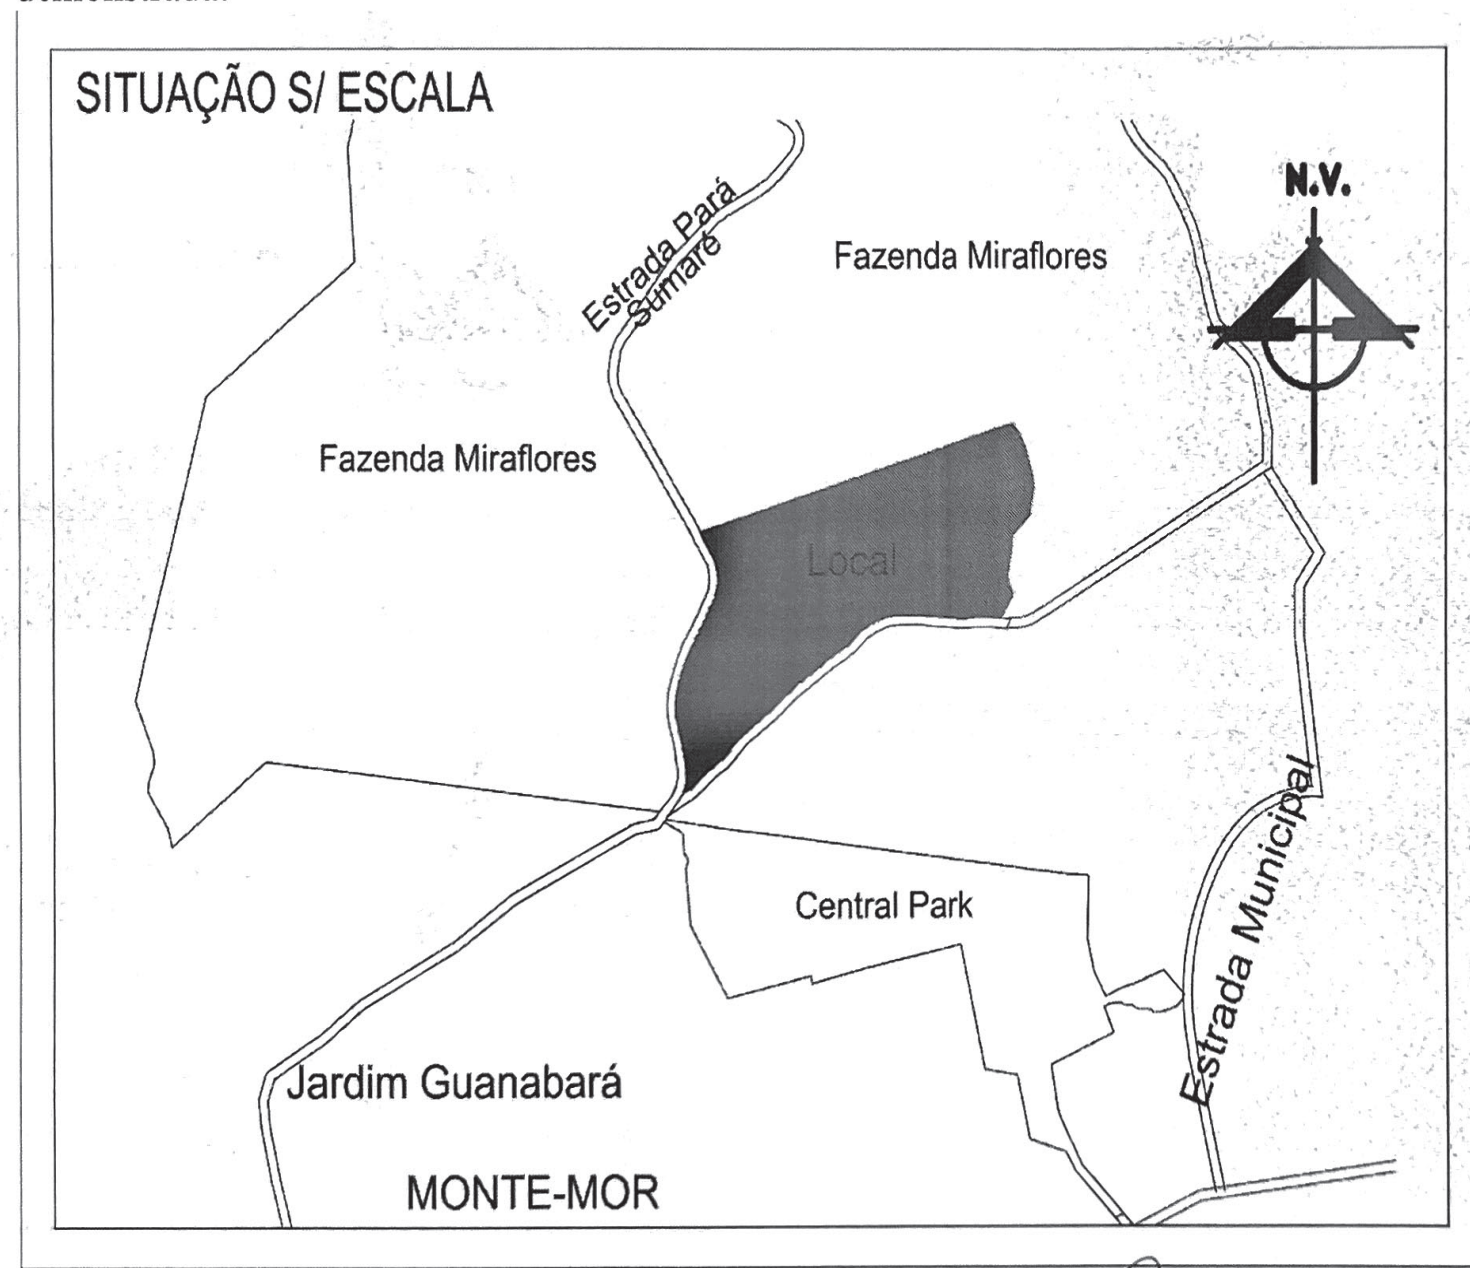 SITUAÇÃO S/ ESCALA
N.V.
Estrada Pará
Sumaré
Fazenda Miraflores
Fazenda Miraflores
Local
Central Park
Estrada Municipal
Jardim Guanabará
MONTE-MOR